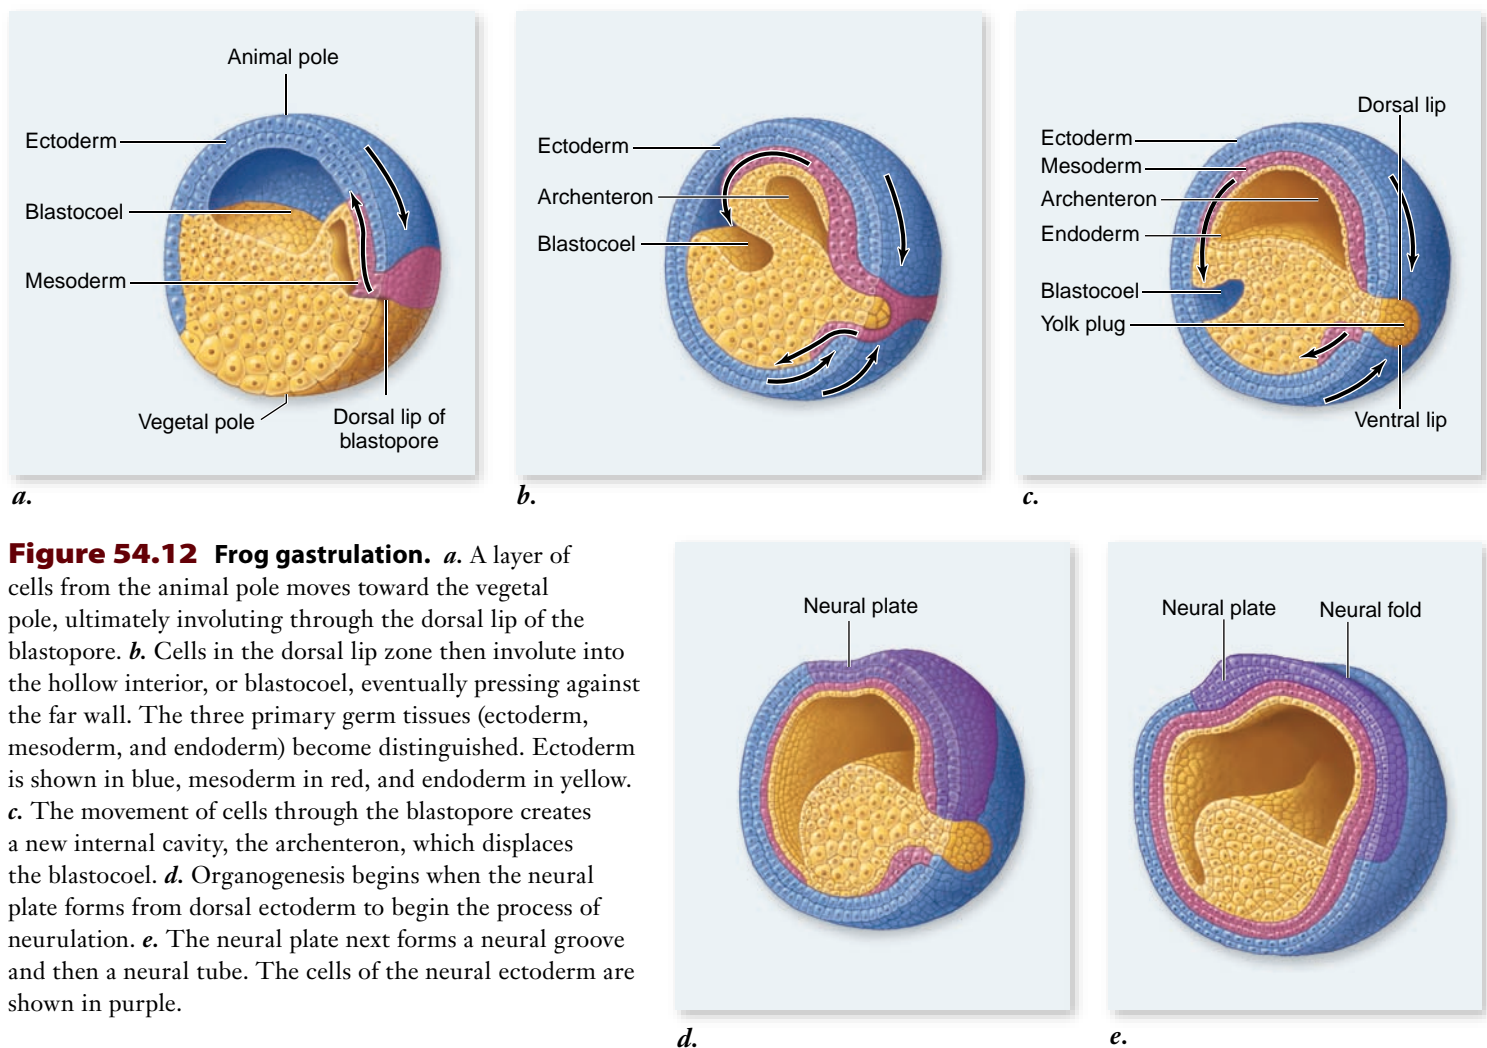 Animal pole
Ectoderm
Blastocoel
Mesoderm
Vegetal pole
Dorsal lip of
blastopore
a.
Ectoderm
Archenteron
Blastocoel
b.
Dorsal lip
Ectoderm
Mesoderm
Archenteron
Endoderm
Blastocoel
Yolk plug
Ventral lip
c.
Figure 54.12 Frog gastrulation. a. A layer of
cells from the animal pole moves toward the vegetal
pole, ultimately involuting through the dorsal lip of the
blastopore. b. Cells in the dorsal lip zone then involute into
the hollow interior, or blastocoel, eventually pressing against
the far wall. The three primary germ tissues (ectoderm,
mesoderm, and endoderm) become distinguished. Ectoderm
is shown in blue, mesoderm in red, and endoderm in yellow.
c. The movement of cells through the blastopore creates
a new internal cavity, the archenteron, which displaces
the blastocoel. d. Organogenesis begins when the neural
plate forms from dorsal ectoderm to begin the process of
neurulation. e. The neural plate next forms a neural groove
and then a neural tube. The cells of the neural ectoderm are
shown in purple.
Neural plate
d.
Neural plate
Neural fold
e.